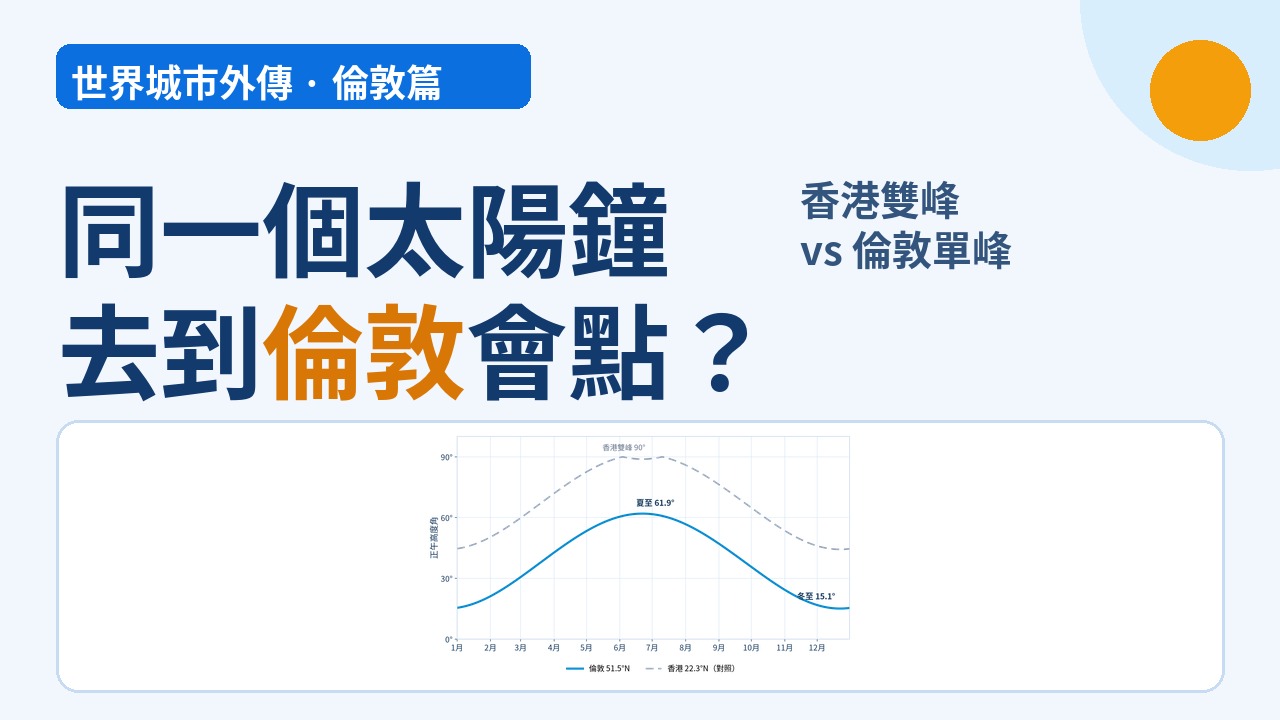 世界城市外傳 · 倫敦篇
同一個太陽鐘
去到倫敦會點？
香港雙峰
vs 倫敦單峰
香港雙峰 90°
夏至 61.9°
冬至 15.1°
正午高度角
90°
60°
30°
0°
1月 2月 3月 4月 5月 6月 7月 8月 9月 10月 11月 12月
倫敦 51.5°N 香港 22.3°N（對照）